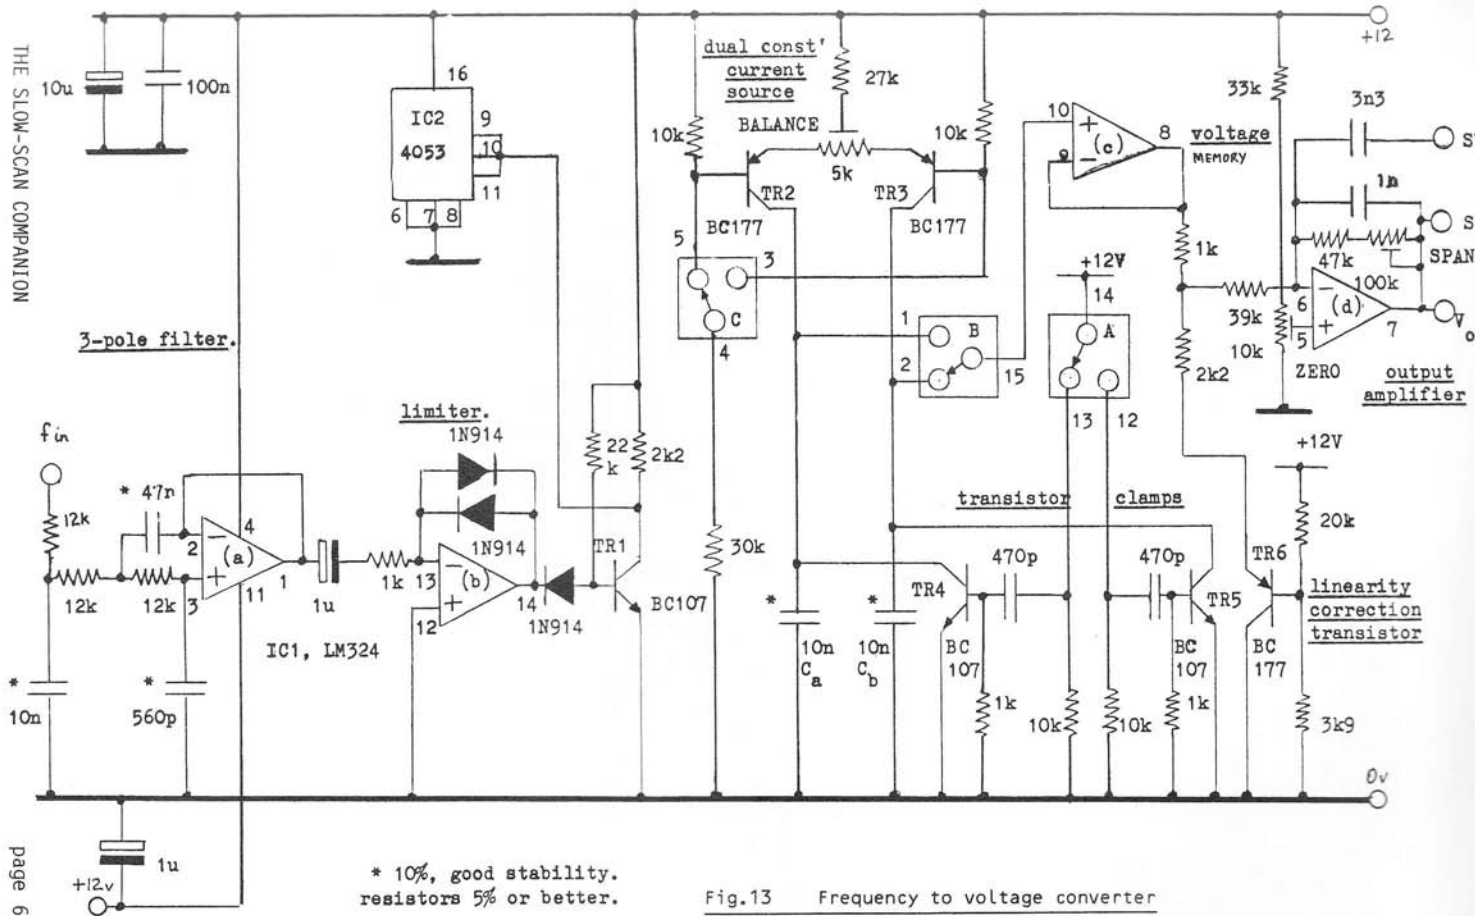 THE SLOW-SCAN COMPANION
page 6
+12
10u
100n
16
IC2
4053
9
10
11
6
7
8
dual const'
current
source
27k
10k
BALANCE
5k
10k
TR2
BC177
TR3
BC177
5
3
C
4
10
9
+
−
(c)
8
voltage
MEMORY
33k
3n3
S
1n
S
47k
100k
SPAN
1k
39k
6
5
−
+
(d)
7
V
o
10k
ZERO
output
amplifier
2k2
1
2
B
15
+12V
14
A
13
12
3-pole filter.
f in
12k
* 47n
2
4
−
+
(a)
3
11
1
12k
12k
1u
IC1, LM324
*
10n
*
560p
limiter.
1N914
1N914
1k
13
12
−
+
(b)
14
1N914
22
k
2k2
TR1
BC107
30k
transistor clamps
470p
470p
TR4
BC
107
TR5
BC
107
*
10n
Ca
*
10n
Cb
1k
10k
10k
1k
+12V
20k
TR6
BC
177
linearity
correction
transistor
3k9
0v
1u
+12v
* 10%, good stability.
resistors 5% or better.
Fig.13 Frequency to voltage converter